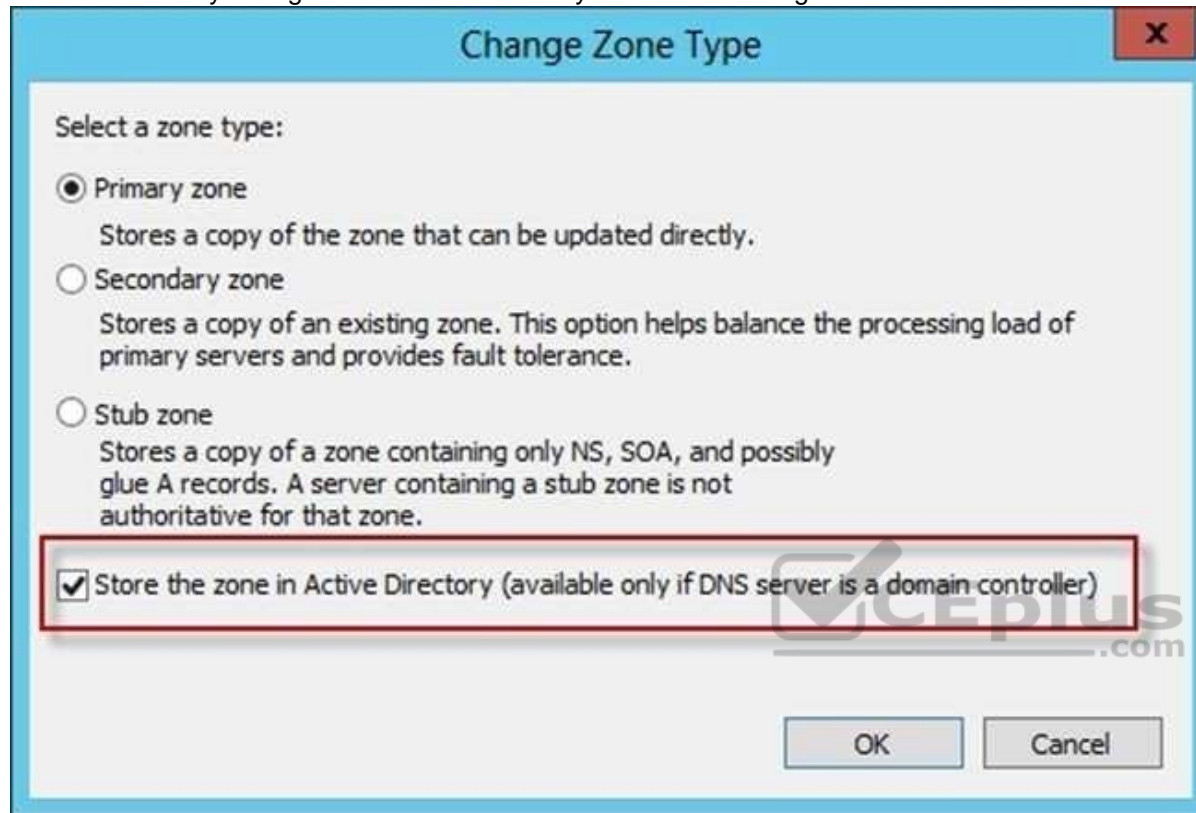 Change Zone Type
x
Select a zone type:
Primary zone
Stores a copy of the zone that can be updated directly.
Secondary zone
Stores a copy of an existing zone. This option helps balance the processing load of
primary servers and provides fault tolerance.
Stub zone
Stores a copy of a zone containing only NS, SOA, and possibly
glue A records. A server containing a stub zone is not
authoritative for that zone.
Store the zone in Active Directory (available only if DNS server is a domain controller)
CEplus
.com
OK Cancel